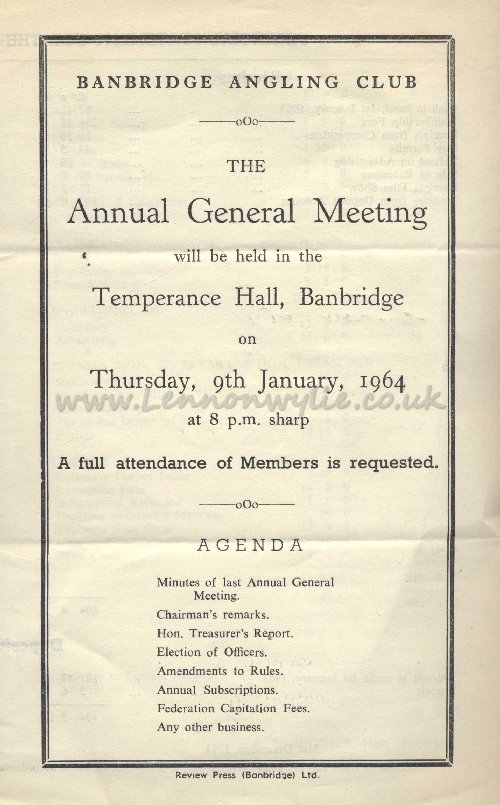 BANBRIDGE ANGLING CLUB
oOo
THE
Annual General Meeting
will be held in the
Temperance Hall, Banbridge
on
Thursday, 9th January, 1964
www.Lennonwylie.co.uk
at 8 p.m. sharp
A full attendance of Members is requested.
oOo
AGENDA
Minutes of last Annual General
Meeting.
Chairman's remarks.
Hon. Treasurer's Report.
Election of Officers.
Amendments to Rules.
Annual Subscriptions.
Federation Capitation Fees.
Any other business.
Review Press (Banbridge) Ltd.